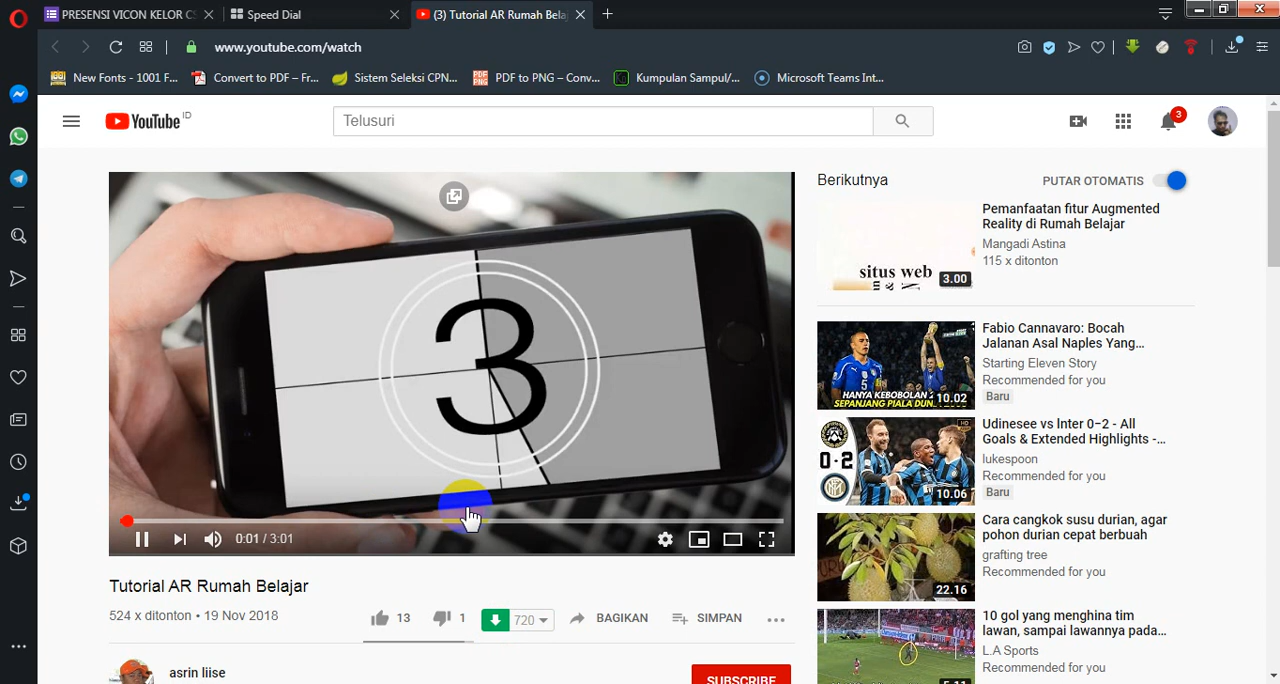 PRESENSI VICON KELOR CS
Speed Dial
(3) Tutorial AR Rumah Bela
www.youtube.com/watch
New Fonts - 1001 F...
Convert to PDF – Fr...
Sistem Seleksi CPN...
PDF to PNG – Conv...
Kumpulan Sampul/...
Microsoft Teams Int...
YouTube ID
Telusuri
3
3
Berikutnya
PUTAR OTOMATIS
situs web
3.00
Pemanfaatan fitur Augmented
Reality di Rumah Belajar
Mangadi Astina
115 x ditonton
HANYA KEBOBOLAN 2
SEPANJANG PIALA DUN
10.02
Fabio Cannavaro: Bocah
Jalanan Asal Naples Yang...
Starting Eleven Story
Recommended for you
Baru
0-2
HD
10.06
Udinesee vs lnter 0−2 - All
Goals & Extended Highlights -...
lukespoon
Recommended for you
Baru
22.16
Cara cangkok susu durian, agar
pohon durian cepat berbuah
grafting tree
Recommended for you
10 gol yang menghina tim
lawan, sampai lawannya pada...
L.A Sports
Recommended for you
5.11
0:01 / 3:01
Tutorial AR Rumah Belajar
524 x ditonton • 19 Nov 2018
13
1
720
BAGIKAN
SIMPAN
asrin liise
SUBSCRIBE